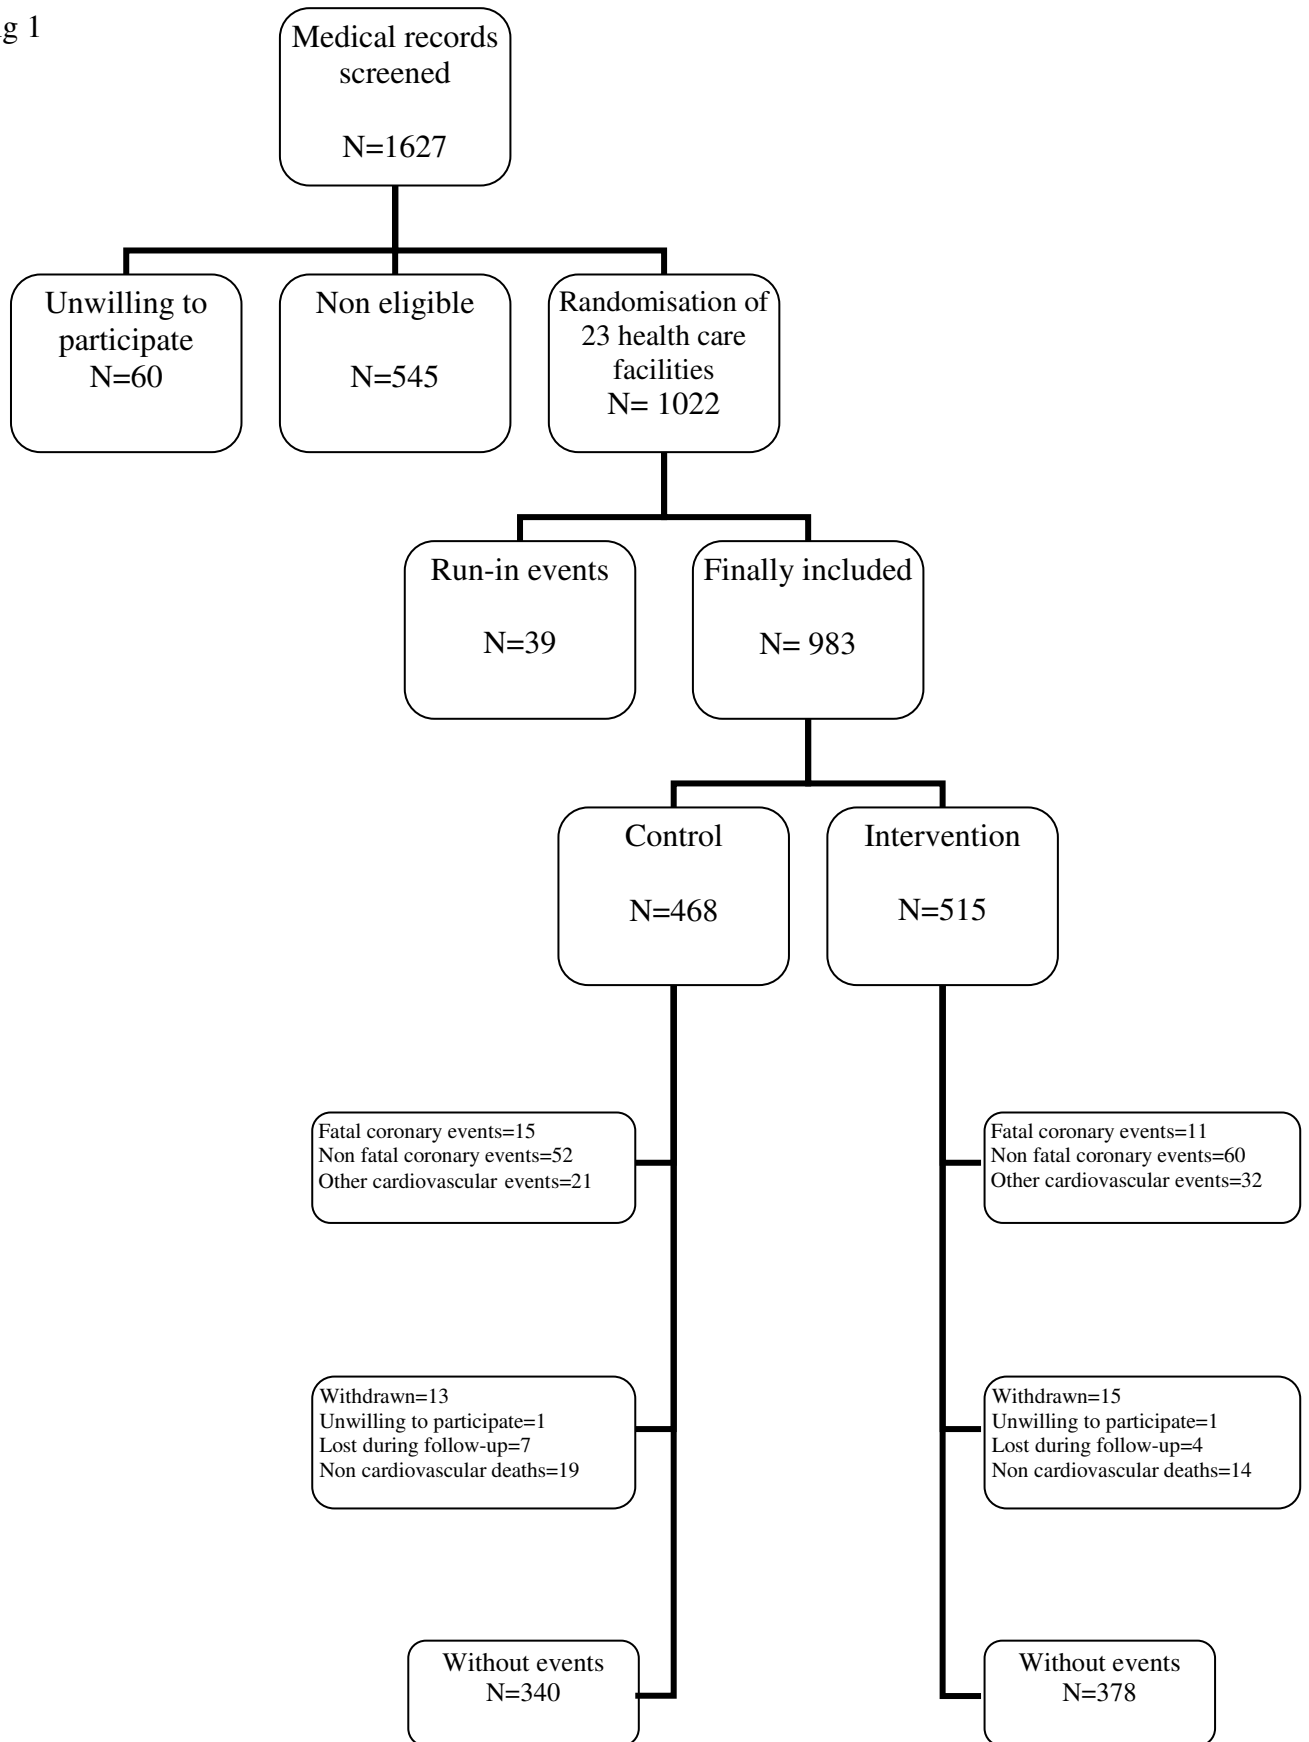 g 1
Medical records
screened
N=1627
Unwilling to
participate
N=60
Non eligible
N=545
Randomisation of
23 health care
facilities
N= 1022
Run-in events
N=39
Finally included
N= 983
Control
N=468
Intervention
N=515
Fatal coronary events=15
Non fatal coronary events=52
Other cardiovascular events=21
Fatal coronary events=11
Non fatal coronary events=60
Other cardiovascular events=32
Withdrawn=13
Unwilling to participate=1
Lost during follow-up=7
Non cardiovascular deaths=19
Withdrawn=15
Unwilling to participate=1
Lost during follow-up=4
Non cardiovascular deaths=14
Without events
N=340
Without events
N=378